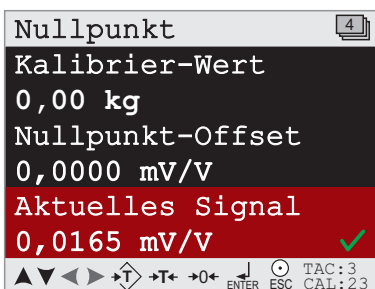 Nullpunkt 4
Kalibrier-Wert
0,00 kg
Nullpunkt-Offset
0,0000 mV/V
Aktuelles Signal
0,0165 mV/V
T →T← →0← ENTER ESC TAC:3 CAL:23